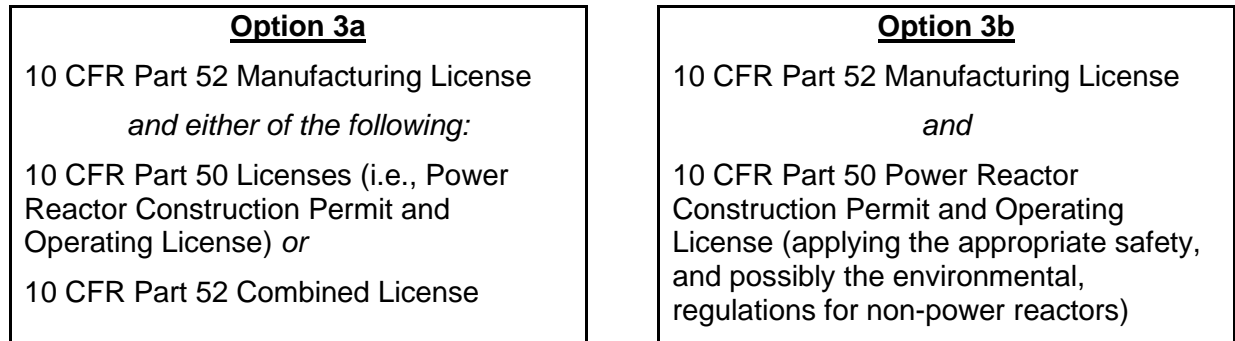 Option 3a
10 CFR Part 52 Manufacturing License
and either of the following:
10 CFR Part 50 Licenses (i.e., Power
Reactor Construction Permit and
Operating License) or
10 CFR Part 52 Combined License
Option 3b
10 CFR Part 52 Manufacturing License
and
10 CFR Part 50 Power Reactor
Construction Permit and Operating
License (applying the appropriate safety,
and possibly the environmental,
regulations for non-power reactors)